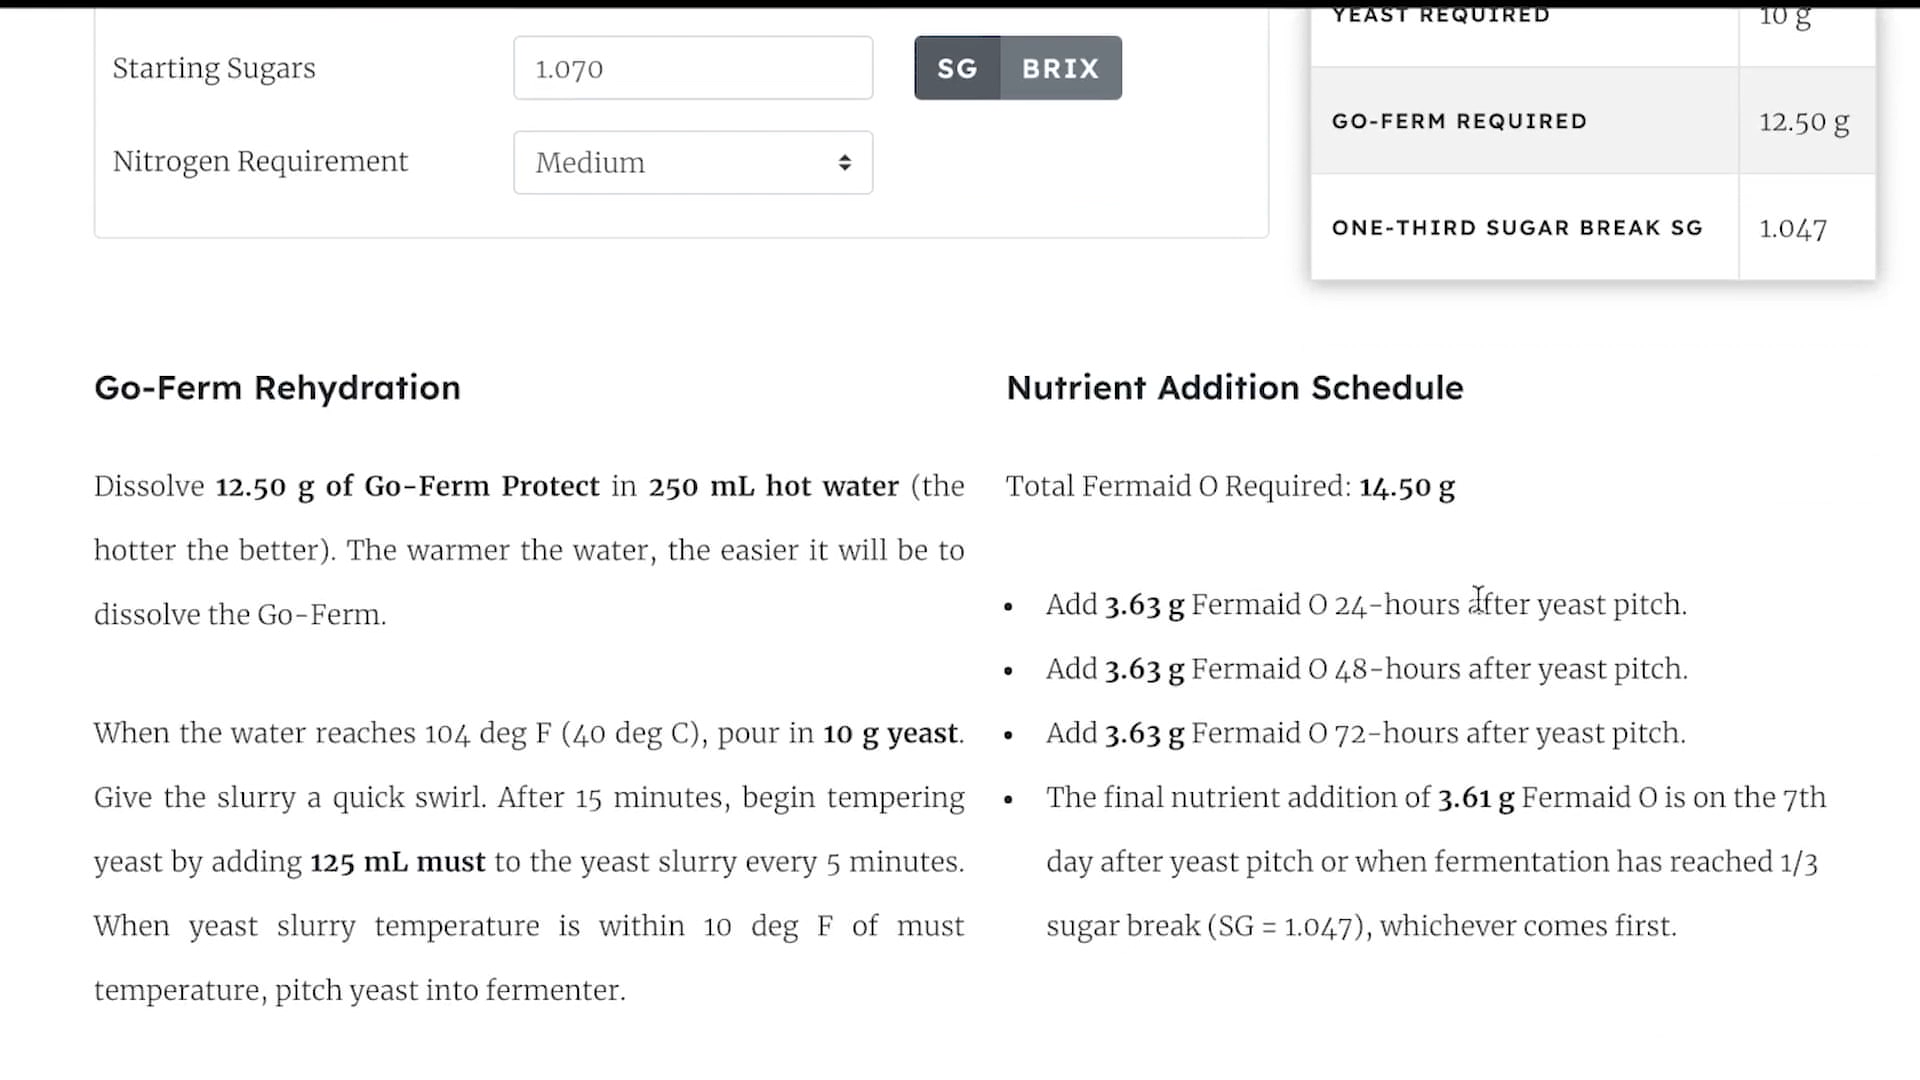 YEAST REQUIRED 10 g
Starting Sugars 1.070 SG BRIX
GO-FERM REQUIRED 12.50 g
Nitrogen Requirement Medium
ONE-THIRD SUGAR BREAK SG 1.047
Go-Ferm Rehydration
Dissolve 12.50 g of Go-Ferm Protect in 250 mL hot water (the
hotter the better). The warmer the water, the easier it will be to
dissolve the Go-Ferm.
When the water reaches 104 deg F (40 deg C), pour in 10 g yeast.
Give the slurry a quick swirl. After 15 minutes, begin tempering
yeast by adding 125 mL must to the yeast slurry every 5 minutes.
When yeast slurry temperature is within 10 deg F of must
temperature, pitch yeast into fermenter.
Nutrient Addition Schedule
Total Fermaid O Required: 14.50 g
• Add 3.63 g Fermaid O 24-hours after yeast pitch.
• Add 3.63 g Fermaid O 48-hours after yeast pitch.
• Add 3.63 g Fermaid O 72-hours after yeast pitch.
• The final nutrient addition of 3.61 g Fermaid O is on the 7th
day after yeast pitch or when fermentation has reached 1/3
sugar break (SG = 1.047), whichever comes first.